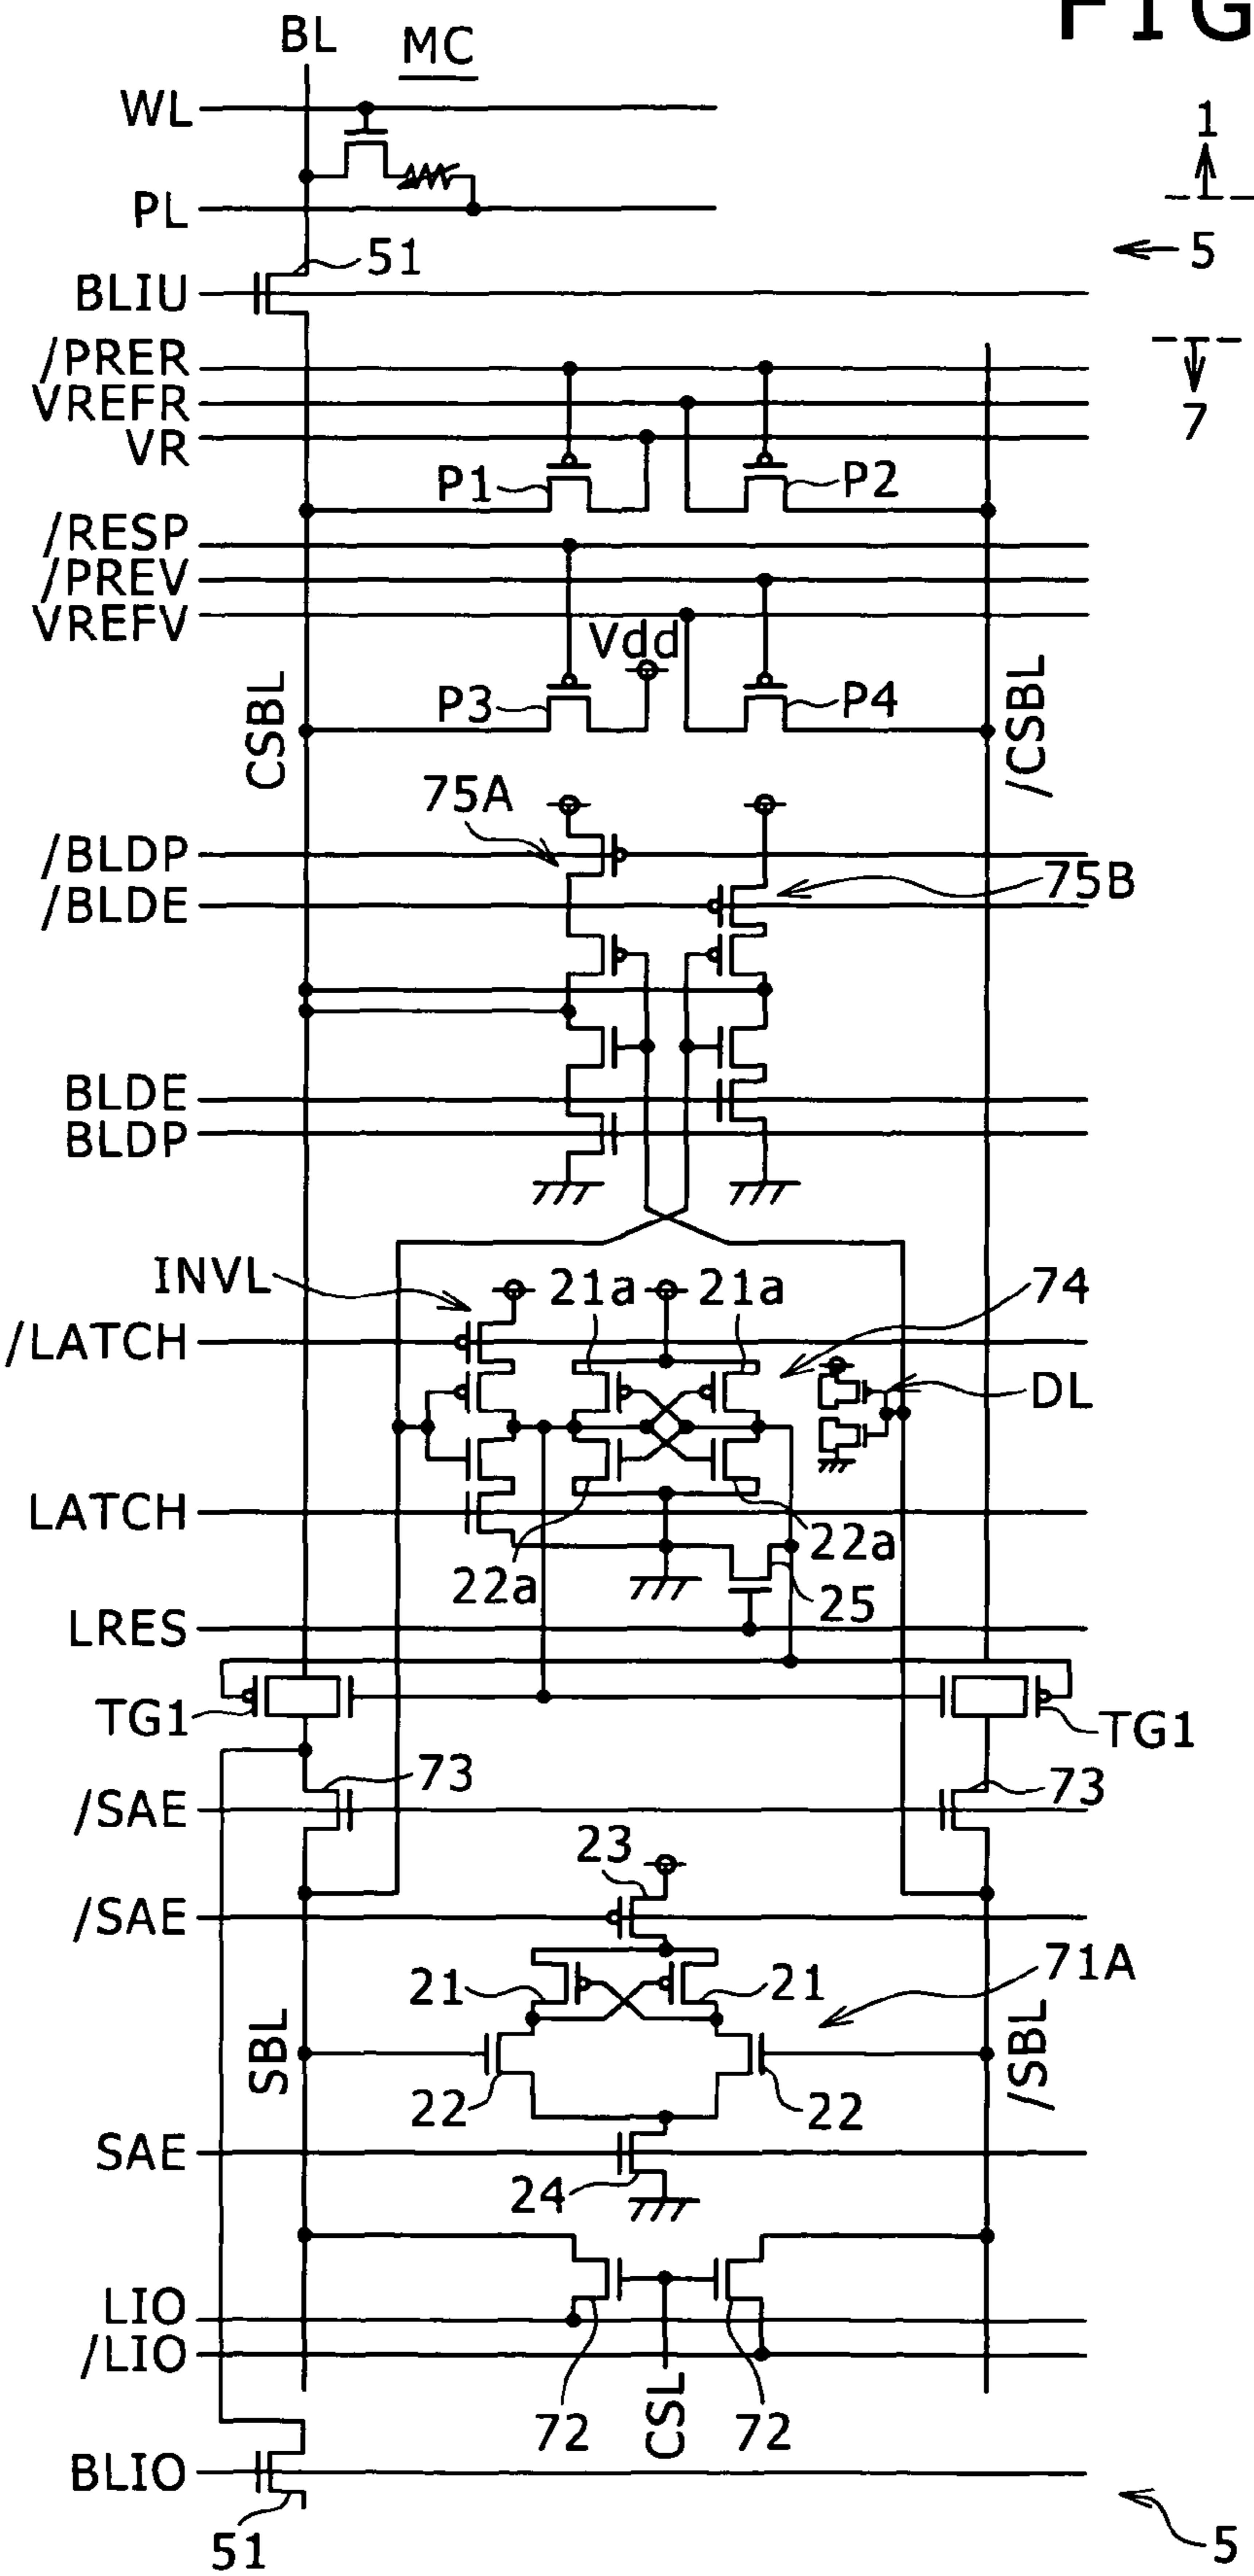 FIG
BL
MC
WL
1
PL
51
5
BLIU
/PRER
VREFR
VR
7
P1
P2
/RESP
/PREV
VREFV
Vdd
P3
P4
CSBL
/CSBL
75A
/BLDP
75B
/BLDE
BLDE
BLDP
INVL
21a
21a
74
/LATCH
DL
LATCH
22a
22a
25
LRES
TG1
TG1
73
73
/SAE
23
/SAE
21
21
71A
SBL
/SBL
22
22
SAE
24
LIO
/LIO
CSL
72
72
BLIO
51
5